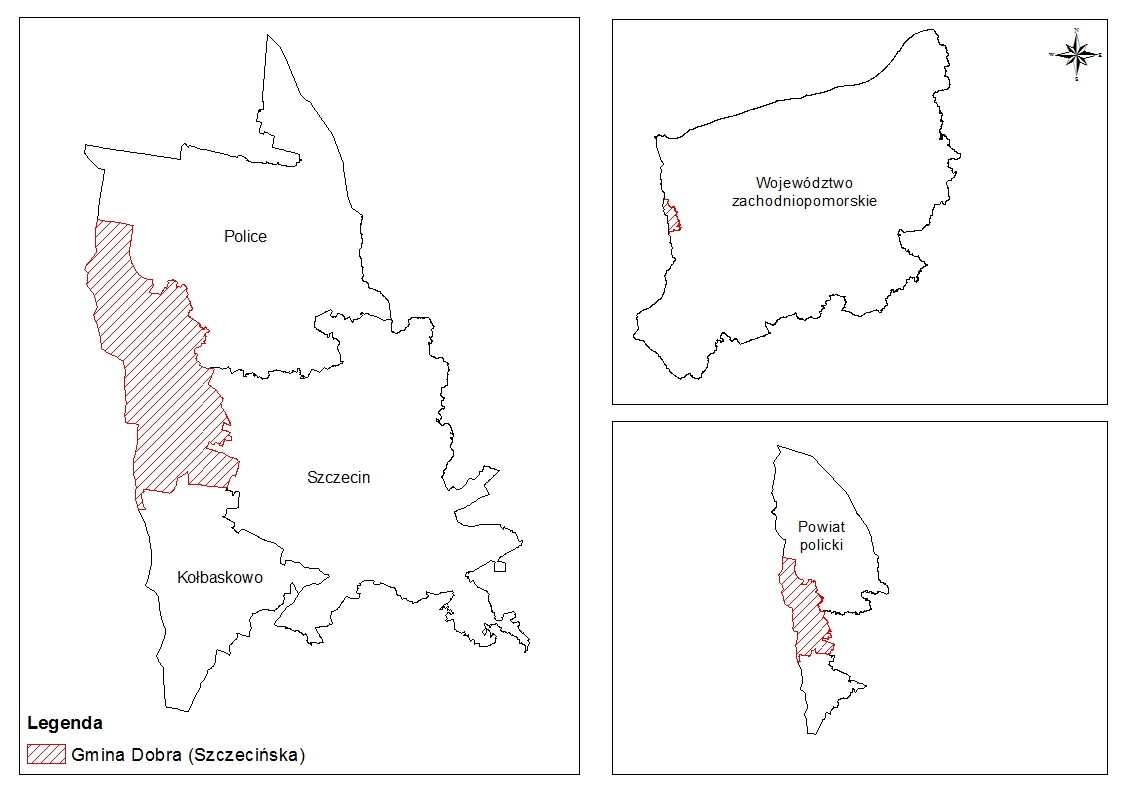 Police
Szczecin
Kołbaskowo
Legenda
Gmina Dobra (Szczecińska)
N
W
E
S
Województwo
zachodniopomorskie
Powiat
policki